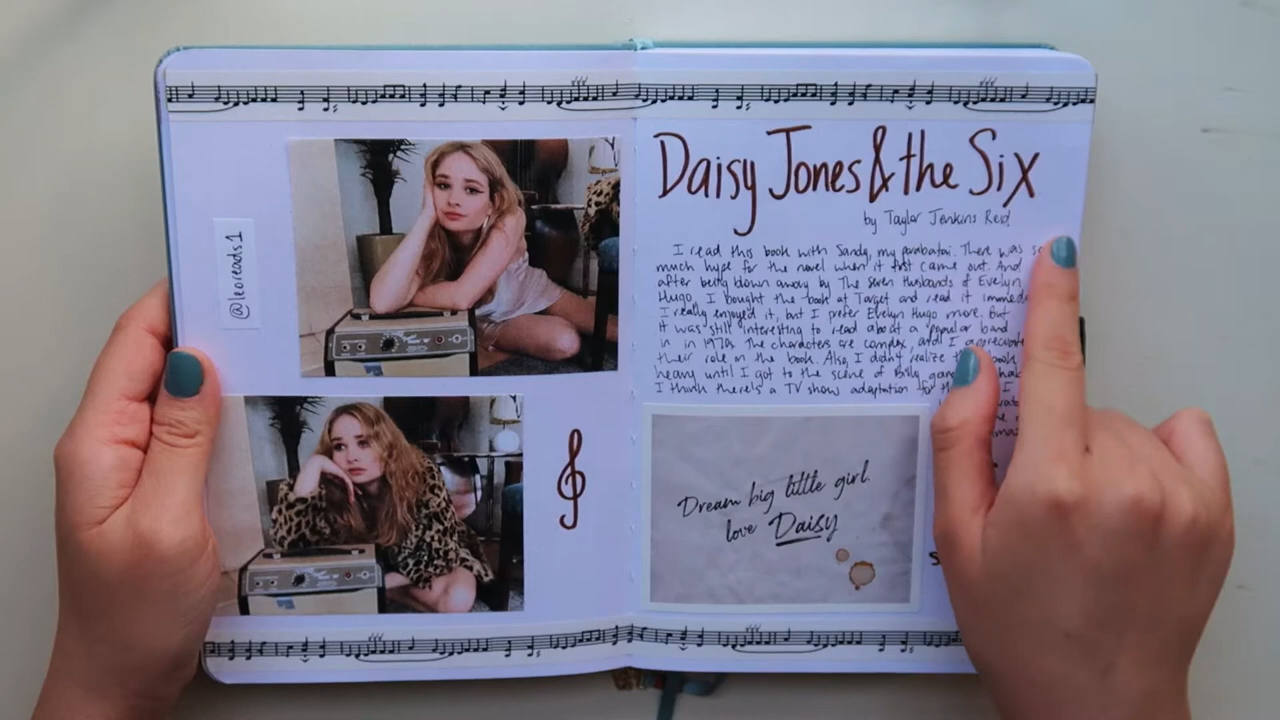 @leoreads1
Daisy Jones & the Six
by Taylor Jenkins Reid
I read this book with Sandy, my parabatai. There was so
much hype for the novel when it first came out. And
after being blown away by The Seven Husbands of Evelyn
Hugo, I bought the book at Target and read it
I really enjoyed it, but I prefer Evelyn Hugo more. But
it was still interesting to read about a popular band
in in 1970s. The characters are complex, and I appreciate
their role in the book. Also, I didn't realize book
heavy until I got to the scene of Billy
I think there's a TV show adaptation for I
Dream big little girl.
love Daisy